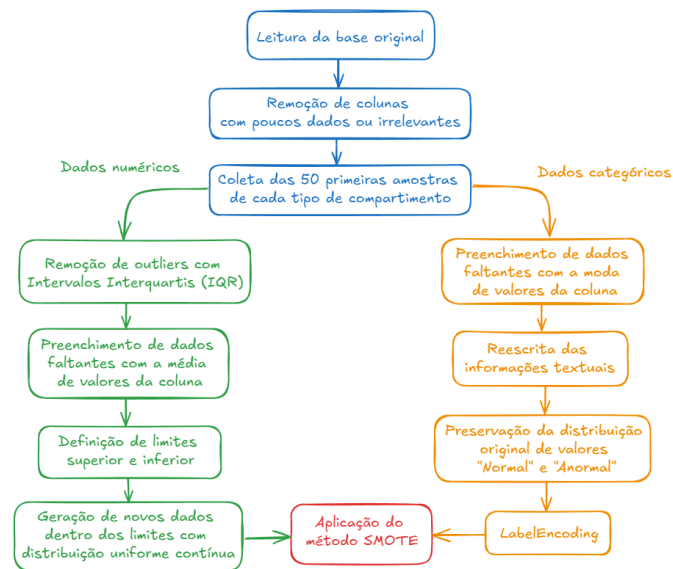 Leitura da base original
Remoção de colunas
com poucos dados ou irrelevantes
Dados numéricos
Coleta das 50 primeiras amostras
de cada tipo de compartimento
Dados categóricos
Remoção de outliers com
Intervalos Interquartis (IQR)
Preenchimento de dados
faltantes com a média
de valores da coluna
Definição de limites
superior e inferior
Geração de novos dados
dentro dos limites com
distribuição uniforme contínua
Preenchimento de dados
faltantes com a moda
de valores da coluna
Reescrita das
informações textuais
Preservação da distribuição
original de valores
"Normal" e "Anormal"
LabelEncoding
Aplicação do
método SMOTE